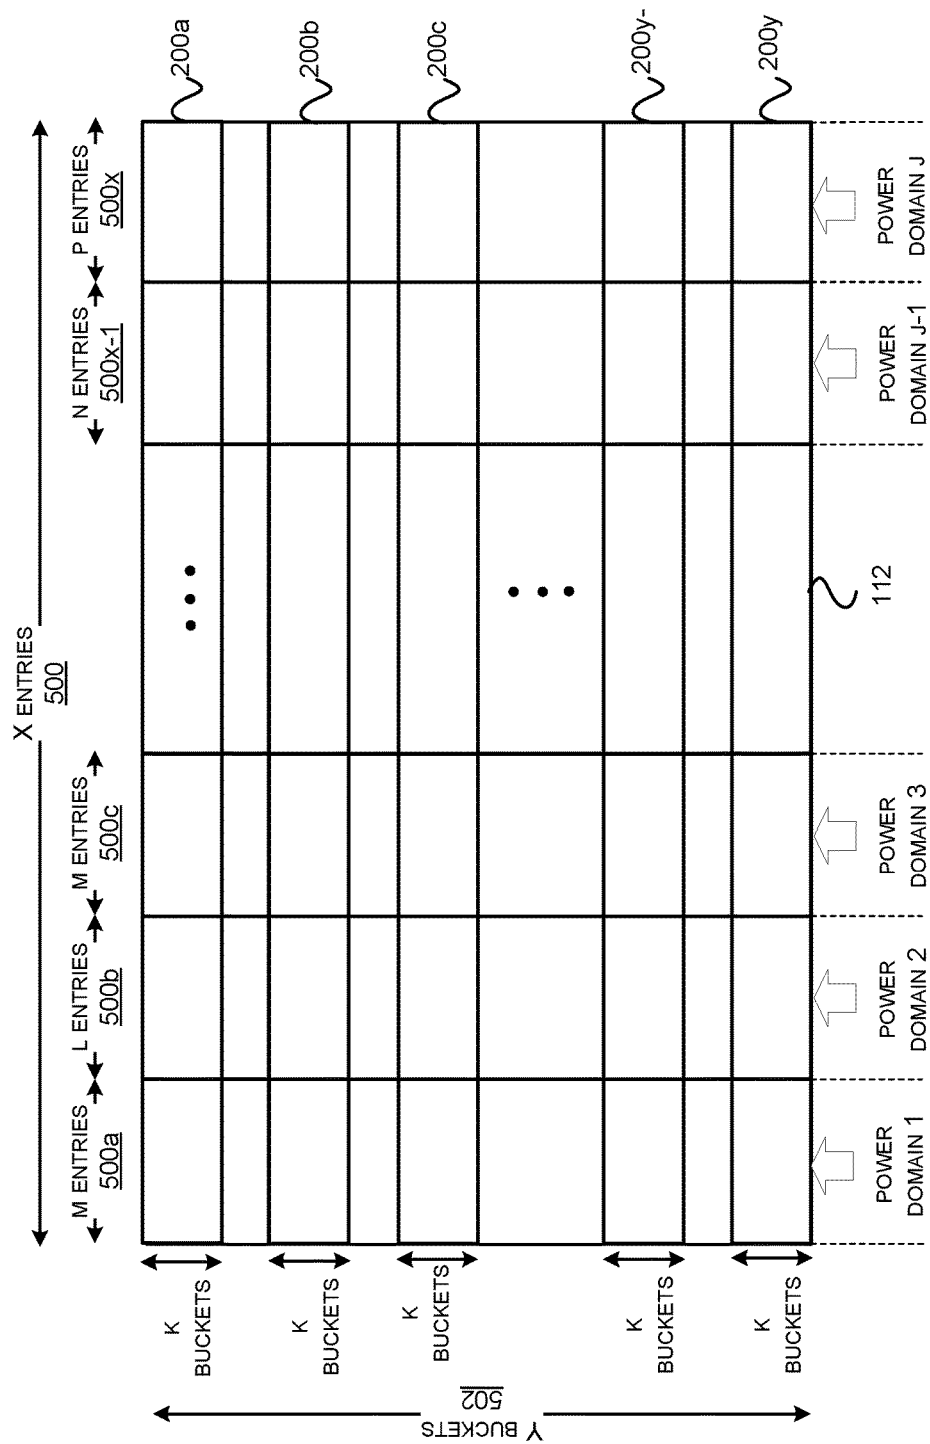 X ENTRIES
500
M ENTRIES
500a
L ENTRIES
500b
M ENTRIES
500c
N ENTRIES
500x-1
P ENTRIES
500x
Y BUCKETS
502
K
BUCKETS
200a
K
BUCKETS
200b
K
BUCKETS
200c
K
BUCKETS
200y-
K
BUCKETS
200y
POWER
DOMAIN 1
POWER
DOMAIN 2
POWER
DOMAIN 3
112
POWER
DOMAIN J-1
POWER
DOMAIN J